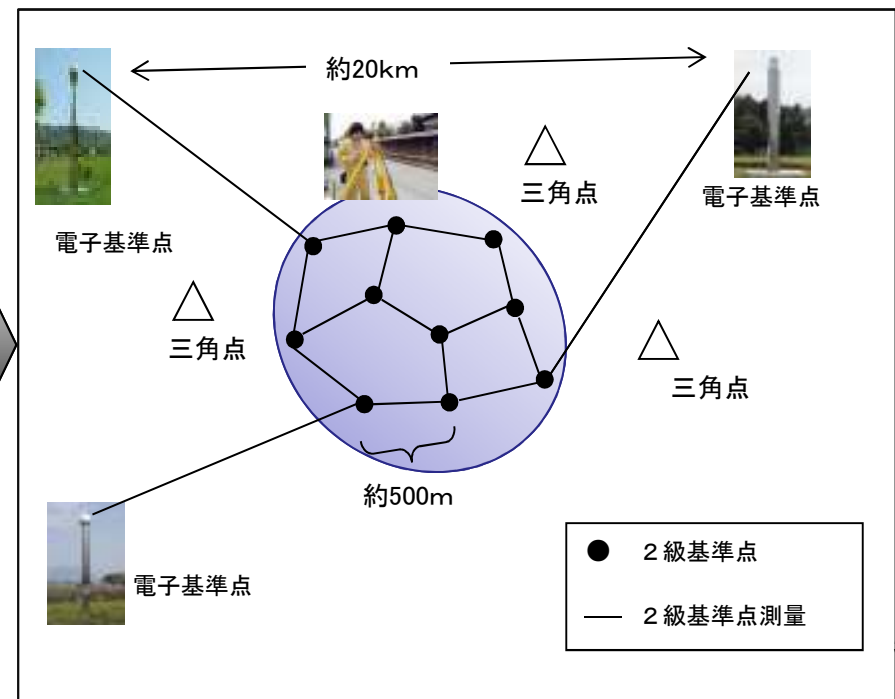 約20km
三角点
電子基準点
電子基準点
三角点
三角点
約500m
電子基準点
２級基準点
２級基準点測量